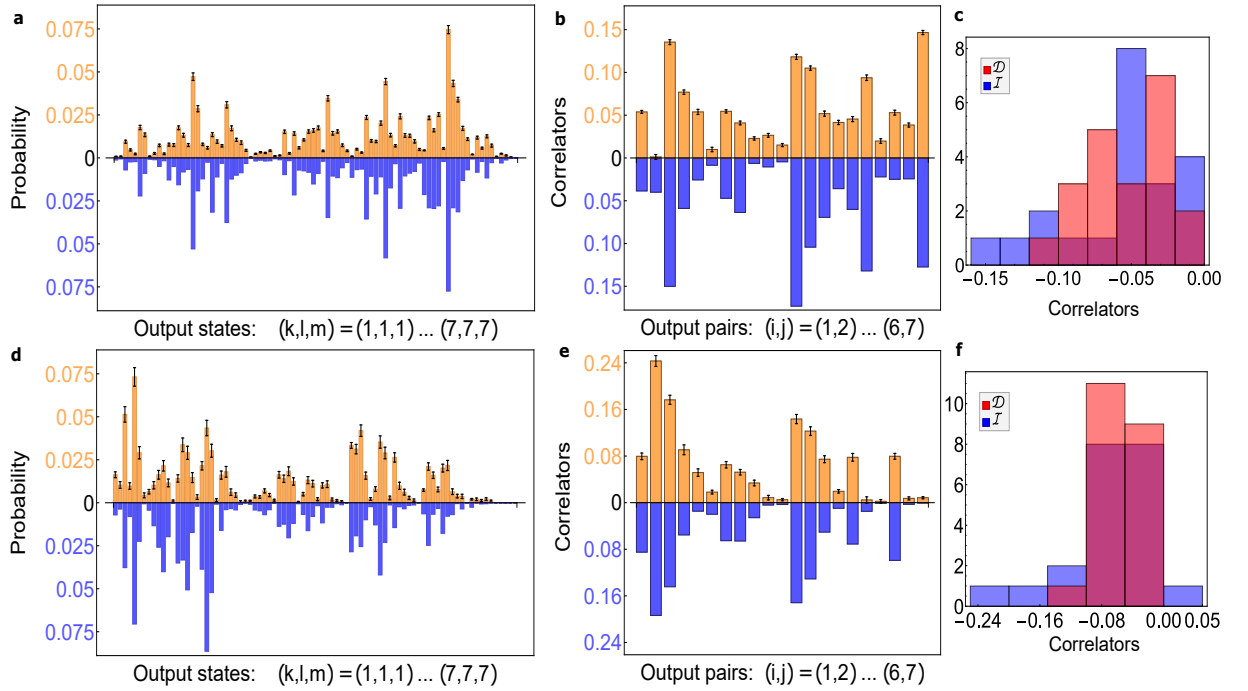 a
0.075
0.05
0.025
0
0.025
0.05
0.075
Probability
Output states: (k,l,m) = (1,1,1) ... (7,7,7)
b
0.15
0.10
0.05
0
0.05
0.10
0.15
Correlators
Output pairs: (i,j) = (1,2) ... (6,7)
c
8
6
4
2
0
𝒟
ℐ
-0.15 -0.10 -0.05 0.00
Correlators
d
0.075
0.05
0.025
0
0.025
0.05
0.075
Probability
Output states: (k,l,m) = (1,1,1) ... (7,7,7)
e
0.24
0.16
0.08
0
0.08
0.16
0.24
Correlators
Output pairs: (i,j) = (1,2) ... (6,7)
f
10
8
6
4
2
0
𝒟
ℐ
-0.24 -0.16 -0.08 0.00 0.05
Correlators